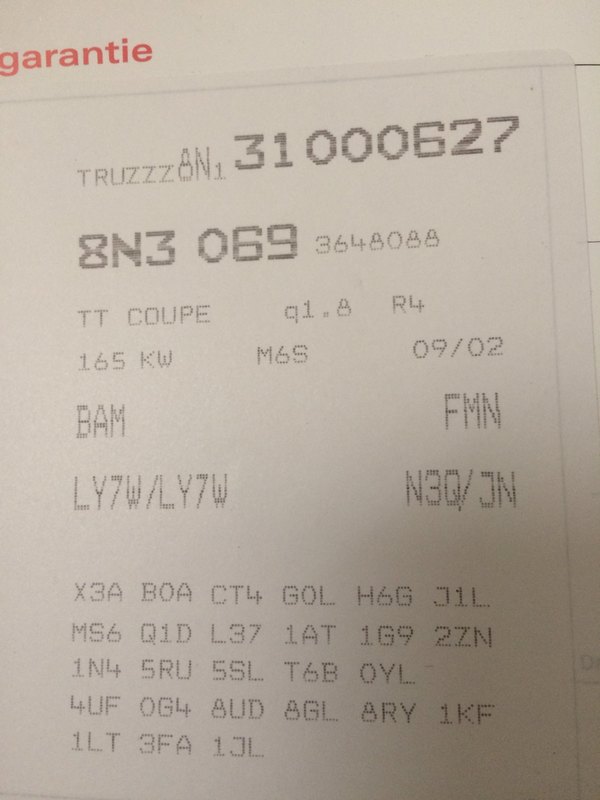 garantie
TRUZZZ8N1 31000627
8N3 069 3648088
TT COUPE q1.8 R4
165 KW M6S 09/02
BAM FMN
LY7W/LY7W N3Q/JN
X3A B0A CT4 G0L H6G J1L
MS6 Q1D L37 1AT 1G9 2ZN
1N4 5RU 5SL T6B 0YL
4UF 0G4 8UD 8GL 8RY 1KF
1LT 3FA 1JL